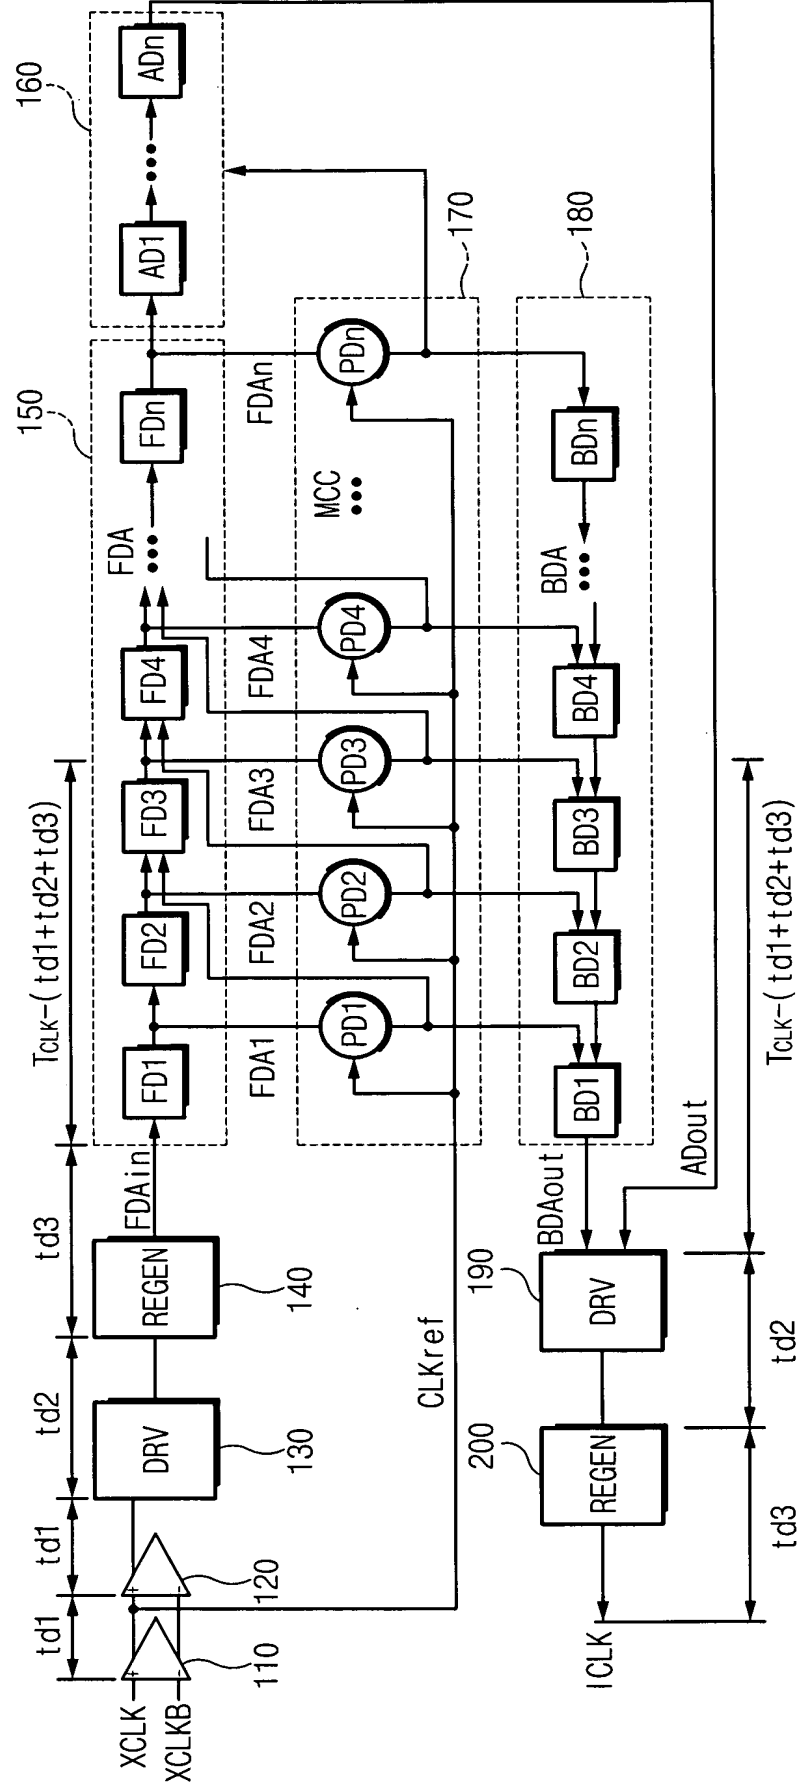 td1
td1
td2
td3
TCLK-(td1+td2+td3)
150
160
XCLK
XCLKB
110
120
DRV
130
REGEN
140
FDAin
FD1
FD2
FD3
FD4
FDA
FDn
AD1
ADn
FDA1
FDA2
FDA3
FDA4
FDAn
PD1
PD2
PD3
PD4
MCC
PDn
170
CLKref
180
ICLK
REGEN
200
DRV
190
BDAout
BD1
BD2
BD3
BD4
BDA
BDn
ADout
td3
td2
TCLK-(td1+td2+td3)